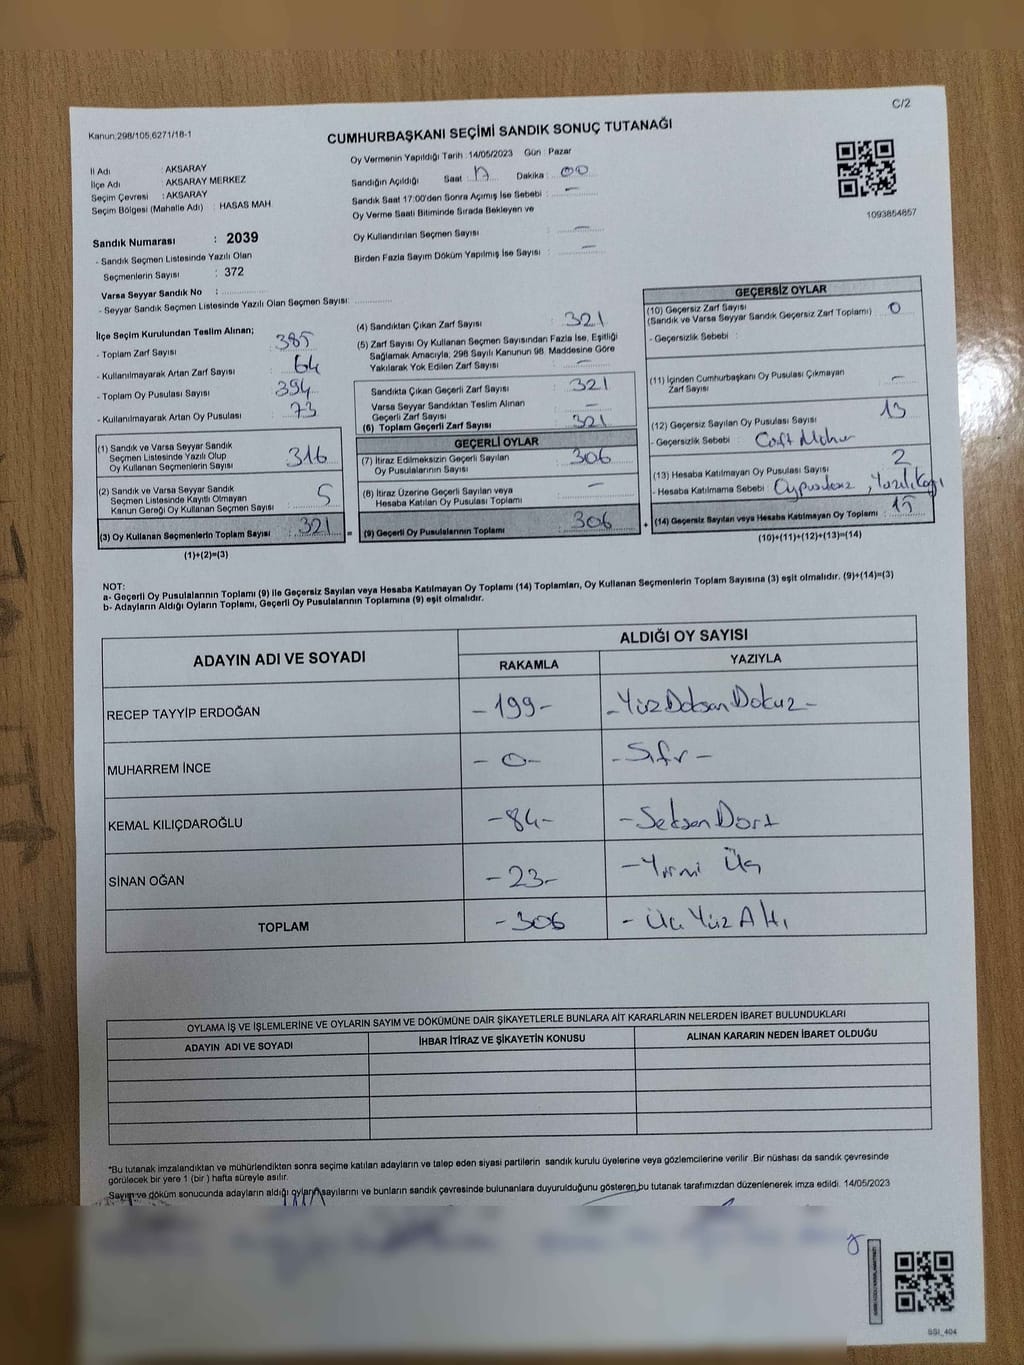 C/2
Kanun:298/105,6271/18-1
CUMHURBAŞKANI SEÇİMİ SANDIK SONUÇ TUTANAĞI
İl Adı : AKSARAY
İlçe Adı : AKSARAY MERKEZ
Seçim Çevresi : AKSARAY
Seçim Bölgesi (Mahalle Adı) : HASAS MAH.
Sandık Numarası : 2039
- Sandık Seçmen Listesinde Yazılı Olan
Seçmenlerin Sayısı : 372
Varsa Seyyar Sandık No :
- Seyyar Sandık Seçmen Listesinde Yazılı Olan Seçmen Sayısı:
Oy Vermenin Yapıldığı Tarih :14/05/2023 Gün : Pazar
Sandığın Açıldığı Saat 17 Dakika : 00
Sandık Saat 17:00'den Sonra Açımış İse Sebebi : -
Oy Verme Saati Bitiminde Sırada Bekleyen ve
Oy Kullandırılan Seçmen Sayısı : -
Birden Fazla Sayım Döküm Yapılmış İse Sayısı : -
1093854857
İlçe Seçim Kurulundan Teslim Alınan;
- Toplam Zarf Sayısı : 385
- Kullanılmayarak Artan Zarf Sayısı : 64
- Toplam Oy Pusulası Sayısı : 394
- Kullanılmayarak Artan Oy Pusulası : 73
(1) Sandık ve Varsa Seyyar Sandık
Seçmen Listesinde Yazılı Olup
Oy Kullanan Seçmenlerin Sayısı : 316
(2) Sandık ve Varsa Seyyar Sandık
Seçmen Listesinde Kayıtlı Olmayan
Kanun Gereği Oy Kullanan Seçmen Sayısı : 5
(3) Oy Kullanan Seçmenlerin Toplam Sayısı : 321
(1)+(2)=(3)
(4) Sandıktan Çıkan Zarf Sayısı : 321
(5) Zarf Sayısı Oy Kullanan Seçmen Sayısından Fazla İse, Eşitliği
Sağlamak Amacıyla, 298 Sayılı Kanunun 98. Maddesine Göre
Yakılarak Yok Edilen Zarf Sayısı : -
Sandıkta Çıkan Geçerli Zarf Sayısı : 321
Varsa Seyyar Sandıktan Teslim Alınan
Geçerli Zarf Sayısı : -
(6) Toplam Geçerli Zarf Sayısı : 321
GEÇERLİ OYLAR
(7) İtiraz Edilmeksizin Geçerli Sayılan
Oy Pusulalarının Sayısı : 306
(8) İtiraz Üzerine Geçerli Sayılan veya
Hesaba Katılan Oy Pusulası Toplamı : -
= (9) Geçerli Oy Pusulalarının Toplamı : 306
GEÇERSİZ OYLAR
(10) Geçersiz Zarf Sayısı
(Sandık ve Varsa Seyyar Sandık Geçersiz Zarf Toplamı) : 0
- Geçersizlik Sebebi :
(11) İçinden Cumhurbaşkanı Oy Pusulası Çıkmayan
Zarf Sayısı : -
(12) Geçersiz Sayılan Oy Pusulası Sayısı : 13
- Geçersizlik Sebebi : Çift Mühür
(13) Hesaba Katılmayan Oy Pusulası Sayısı : 2
- Hesaba Katılmama Sebebi :
+ (14) Geçersiz Sayılan veya Hesaba Katılmayan Oy Toplamı : 15
(10)+(11)+(12)+(13)=(14)
NOT:
a- Geçerli Oy Pusulalarının Toplamı (9) ile Geçersiz Sayılan veya Hesaba Katılmayan Oy Toplamı (14) Toplamları, Oy Kullanan Seçmenlerin Toplam Sayısına (3) eşit olmalıdır. (9)+(14)=(3)
b- Adayların Aldığı Oyların Toplamı, Geçerli Oy Pusulalarının Toplamına (9) eşit olmalıdır.
ADAYIN ADI VE SOYADI
ALDIĞI OY SAYISI
RAKAMLA YAZIYLA
RECEP TAYYİP ERDOĞAN -199- -YüzDoksanDokuz-
MUHARREM İNCE -0- -Sıfır-
KEMAL KILIÇDAROĞLU -84- -SeksenDört
SİNAN OĞAN -23- -Yirmi Üç
TOPLAM -306 -Üç Yüz Altı
OYLAMA İŞ VE İŞLEMLERİNE VE OYLARIN SAYIM VE DÖKÜMÜNE DAİR ŞİKAYETLERLE BUNLARA AİT KARARLARIN NELERDEN İBARET BULUNDUKLARI
ADAYIN ADI VE SOYADI İHBAR İTİRAZ VE ŞİKAYETİN KONUSU ALINAN KARARIN NEDEN İBARET OLDUĞU
*Bu tutanak imzalandıktan ve mühürlendikten sonra seçime katılan adayların ve talep eden siyasi partilerin sandık kurulu üyelerine veya gözlemcilerine verilir .Bir nüshası da sandık çevresinde
görülecek bir yere 1 (bir ) hafta süreyle asılır.
Sayım ve döküm sonucunda adayların aldığı oyların sayılarını ve bunların sandık çevresinde bulunanlara duyurulduğunu gösteren bu tutanak tarafımızdan düzenlenerek imza edildi. 14/05/2023
SSI_404